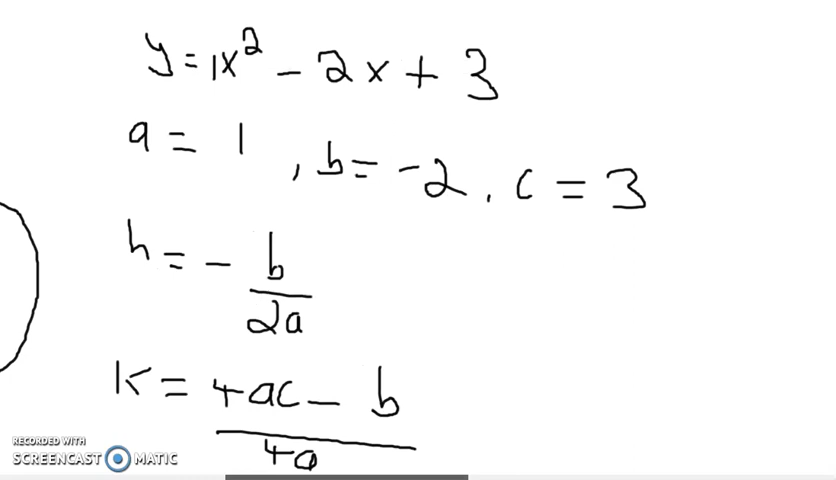 y = 1x² - 2x + 3
a = 1 , b = -2 , c = 3
h = - b/2a
K = 4ac - b/4a
RECORDED WITH
SCREENCAST MATIC